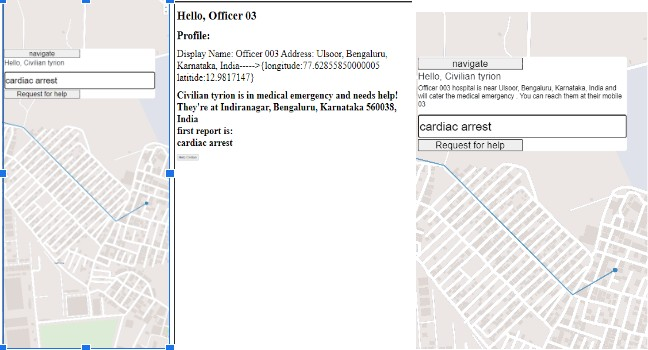 navigate
Hello, Civilian tyrion
cardiac arrest
Request for help
Hello, Officer 03
Profile:
Display Name: Officer 003 Address: Ulsoor, Bengaluru,
Karnataka, India----->{longitude:77.62855850000005
latitide:12.9817147}
Civilian tyrion is in medical emergency and needs help!
They're at Indiranagar, Bengaluru, Karnataka 560038,
India
first report is:
cardiac arrest
navigate
Hello, Civilian tyrion
Officer 003 hospital is near Ulsoor, Bengaluru, Karnataka, India and
will cater the medical emergency . You can reach them at their mobile
03
cardiac arrest
Request for help